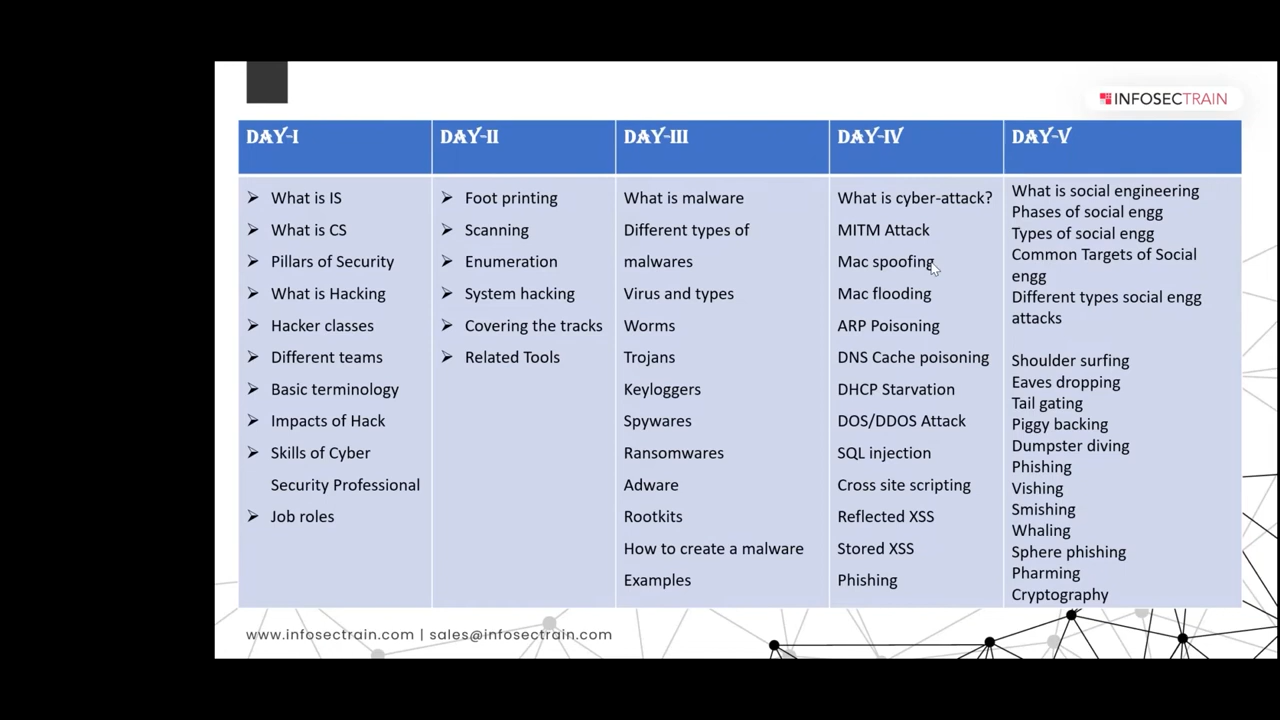 INFOSECTRAIN
DAY-I
What is IS
What is CS
Pillars of Security
What is Hacking
Hacker classes
Different teams
Basic terminology
Impacts of Hack
Skills of Cyber
Security Professional
Job roles
DAY-II
Foot printing
Scanning
Enumeration
System hacking
Covering the tracks
Related Tools
DAY-III
What is malware
Different types of
malwares
Virus and types
Worms
Trojans
Keyloggers
Spywares
Ransomwares
Adware
Rootkits
How to create a malware
Examples
DAY-IV
What is cyber-attack?
MITM Attack
Mac spoofing
Mac flooding
ARP Poisoning
DNS Cache poisoning
DHCP Starvation
DOS/DDOS Attack
SQL injection
Cross site scripting
Reflected XSS
Stored XSS
Phishing
DAY-V
What is social engineering
Phases of social engg
Types of social engg
Common Targets of Social
engg
Different types social engg
attacks
Shoulder surfing
Eaves dropping
Tail gating
Piggy backing
Dumpster diving
Phishing
Vishing
Smishing
Whaling
Sphere phishing
Pharming
Cryptography
www.infosectrain.com | sales@infosectrain.com